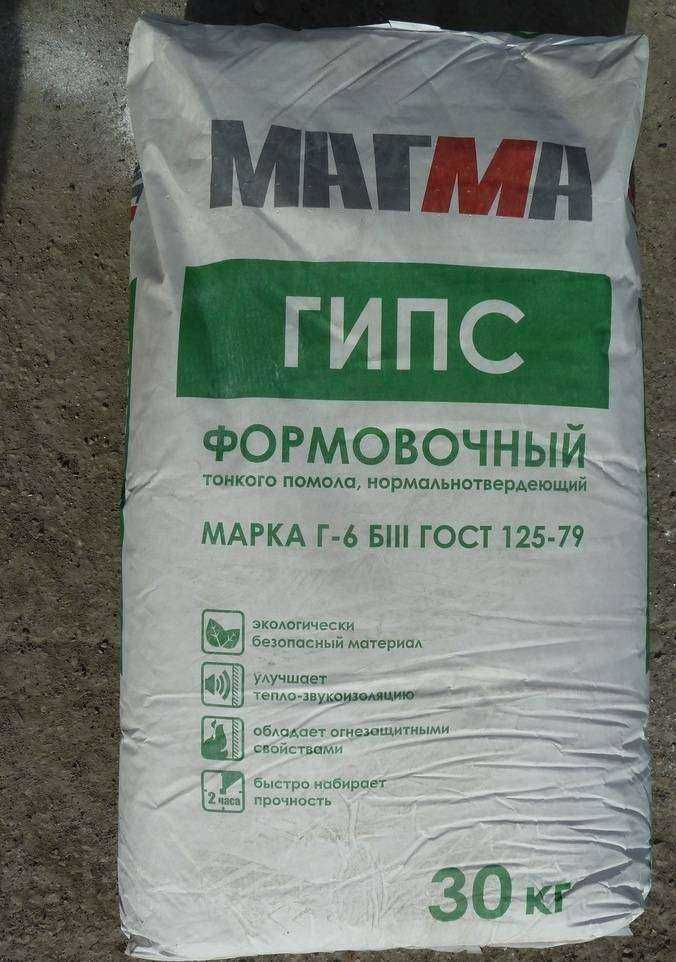 МАГМА
ГИПС
ФОРМОВОЧНЫЙ
тонкого помола, нормальнотвердеющий
МАРКА Г-6 БIII ГОСТ 125-79
экологически
безопасный материал
улучшает
тепло-звукоизоляцию
обладает огнезащитными
свойствами
2 часа
быстро набирает
прочность
30 кг